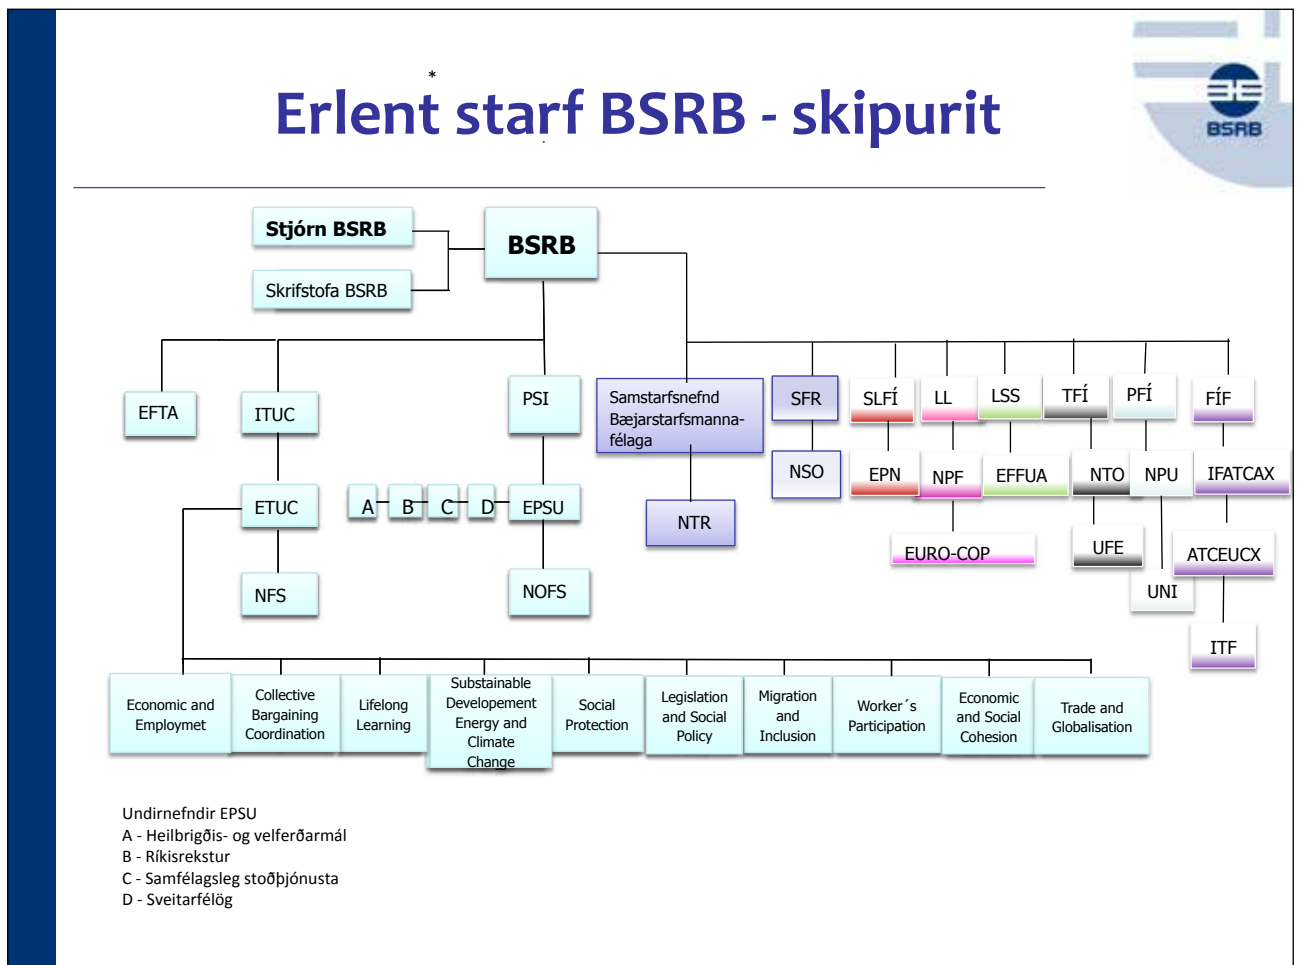 *
Erlent starf BSRB - skipurit
BSRB
Stjórn BSRB
BSRB
Skrifstofa BSRB
EFTA
ITUC
PSI
Samstarfsnefnd
Bæjarstarfsmanna-
félaga
SFR
SLFÍ
LL
LSS
TFÍ
PFÍ
FÍF
ETUC
A
B
C
D
EPSU
NTR
NSO
EPN
NPF
EFFUA
NTO
NPU
IFATCAX
EURO-COP
UFE
ATCEUCX
NFS
NOFS
UNI
ITF
Economic and
Employmet
Collective
Bargaining
Coordination
Lifelong
Learning
Substainable
Developement
Energy and
Climate
Change
Social
Protection
Legislation
and Social
Policy
Migration
and
Inclusion
Worker´s
Participation
Economic
and Social
Cohesion
Trade and
Globalisation
Undirnefndir EPSU
A - Heilbrigðis- og velferðarmál
B - Ríkisrekstur
C - Samfélagsleg stoðþjónusta
D - Sveitarfélög